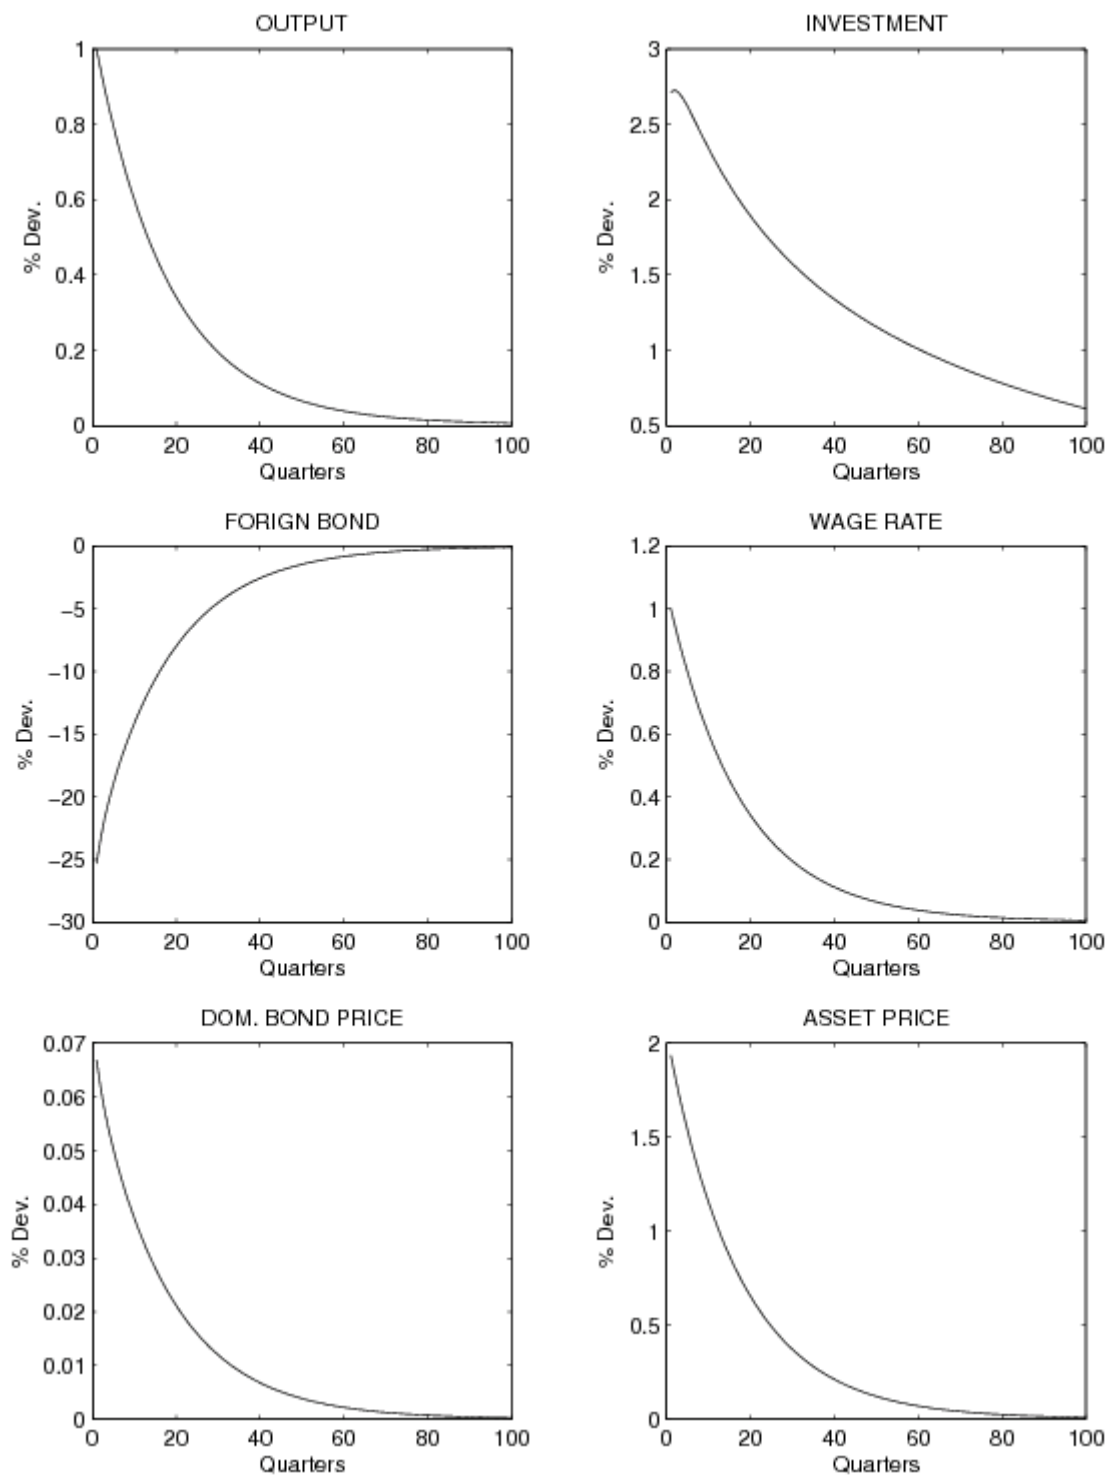 OUTPUT
1
0.8
0.6
0.4
0.2
0
% Dev.
0 20 40 60 80 100
Quarters
INVESTMENT
3
2.5
2
1.5
1
0.5
% Dev.
0 20 40 60 80 100
Quarters
FORIGN BOND
0
−5
−10
−15
−20
−25
−30
% Dev.
0 20 40 60 80 100
Quarters
WAGE RATE
1.2
1
0.8
0.6
0.4
0.2
0
% Dev.
0 20 40 60 80 100
Quarters
DOM. BOND PRICE
0.07
0.06
0.05
0.04
0.03
0.02
0.01
0
% Dev.
0 20 40 60 80 100
Quarters
ASSET PRICE
2
1.5
1
0.5
0
% Dev.
0 20 40 60 80 100
Quarters